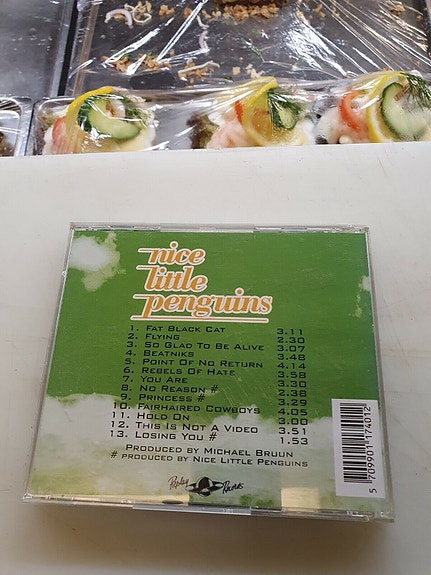 nice
little
penguins
1. Fat Black Cat 3.11
2. Flying 2.30
3. So Glad To Be Alive 3.07
4. Beatniks 3.48
5. Point Of No Return 4.14
6. Rebels Of Hate 3.58
7. You Are 3.30
8. No Reason # 2.38
9. Princess # 3.29
10. Fairhaired Cowboys 4.05
11. Hold On 3.00
12. This Is Not A Video 3.51
13. Losing You # 1.53
Produced by Michael Bruun
# produced by Nice Little Penguins
5 709901 174012
Replay Records